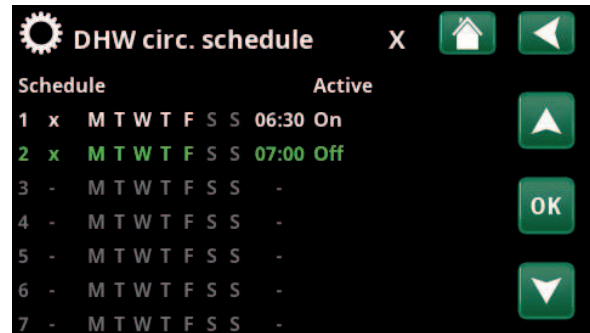 DHW circ. schedule X
Schedule Active
1 x M T W T F S S 06:30 On
2 x M T W T F S S 07:00 Off
3 - M T W T F S S -
4 - M T W T F S S -
OK
5 - M T W T F S S -
6 - M T W T F S S -
7 - M T W T F S S -